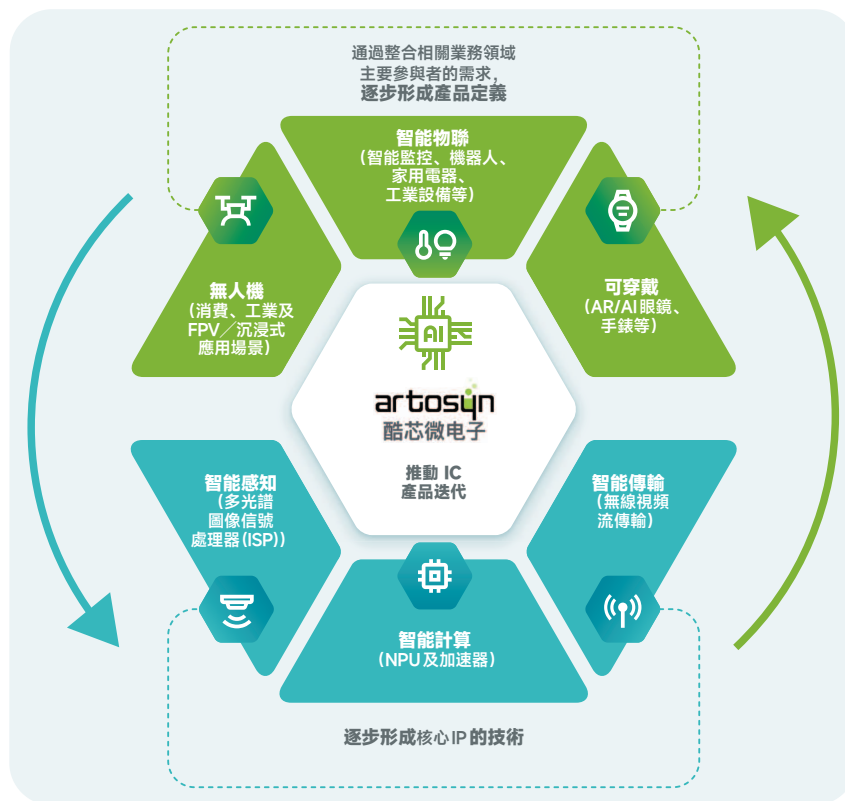 通過整合相關業務領域
主要參與者的需求，
逐步形成產品定義
智能物聯
（智能監控、機器人、
家用電器、
工業設備等）
無人機
（消費、工業及
FPV／沉浸式
應用場景）
可穿戴
（AR/AI眼鏡、
手錶等）
AI
artosyn
酷芯微电子
推動 IC
產品迭代
智能感知
（多光譜
圖像信號
處理器(ISP)）
智能傳輸
（無線視頻
流傳輸）
智能計算
（NPU及加速器）
逐步形成核心IP的技術